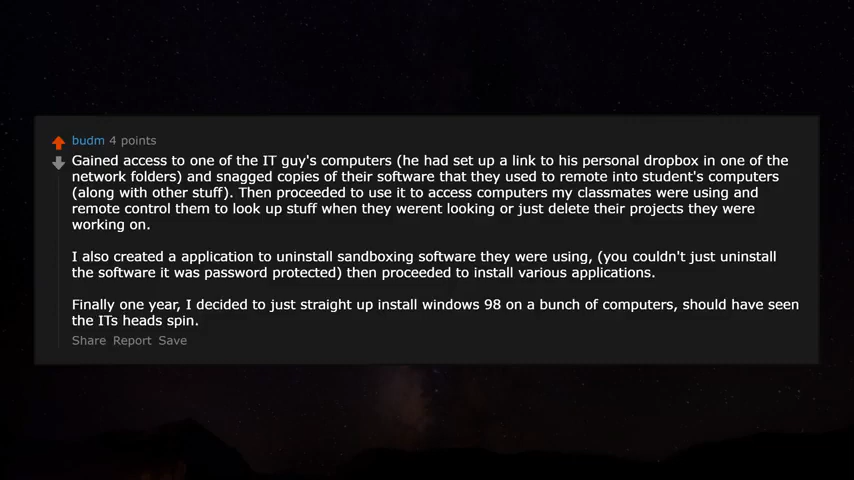 budm 4 points
Gained access to one of the IT guy's computers (he had set up a link to his personal dropbox in one of the
network folders) and snagged copies of their software that they used to remote into student's computers
(along with other stuff). Then proceeded to use it to access computers my classmates were using and
remote control them to look up stuff when they werent looking or just delete their projects they were
working on.
I also created a application to uninstall sandboxing software they were using, (you couldn't just uninstall
the software it was password protected) then proceeded to install various applications.
Finally one year, I decided to just straight up install windows 98 on a bunch of computers, should have seen
the ITs heads spin.
Share Report Save